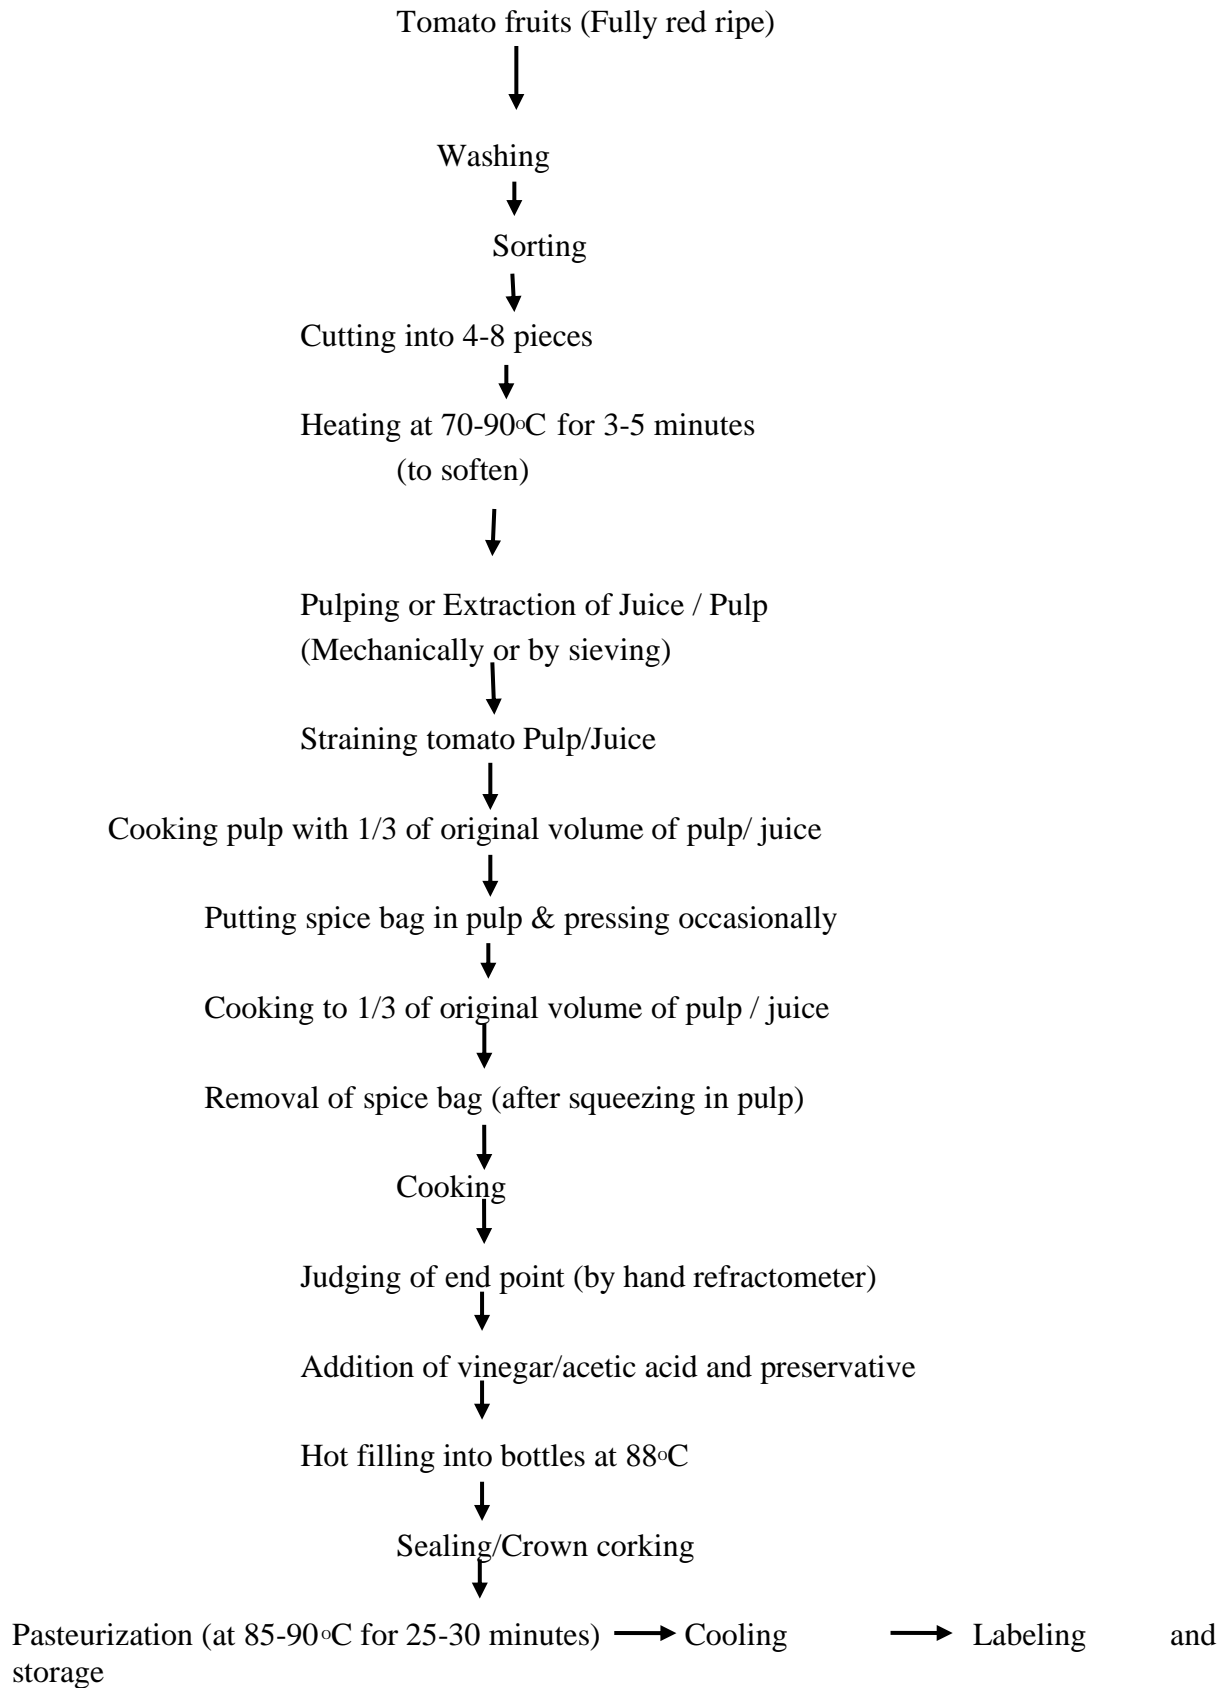 Tomato fruits (Fully red ripe)
Washing
Sorting
Cutting into 4-8 pieces
Heating at 70-90°C for 3-5 minutes
(to soften)
Pulping or Extraction of Juice / Pulp
(Mechanically or by sieving)
Straining tomato Pulp/Juice
Cooking pulp with 1/3 of original volume of pulp/ juice
Putting spice bag in pulp & pressing occasionally
Cooking to 1/3 of original volume of pulp / juice
Removal of spice bag (after squeezing in pulp)
Cooking
Judging of end point (by hand refractometer)
Addition of vinegar/acetic acid and preservative
Hot filling into bottles at 88°C
Sealing/Crown corking
Pasteurization (at 85-90°C for 25-30 minutes) Cooling Labeling and
storage